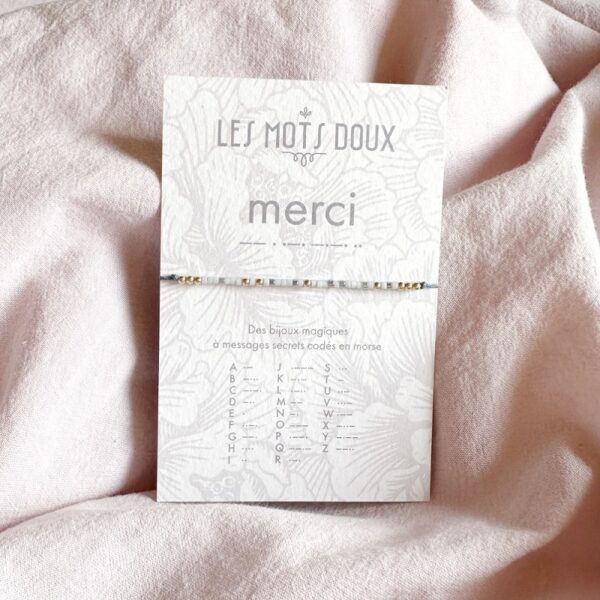 LES MOTS DOUX
merci
—— · ·—· —·—· ··
Des bijoux magiques
à messages secrets codés en morse
A ·— J ·——— S ···
B —··· K —·— T —
C —·—· L ·—·· U ··—
D —·· M —— V ···—
E · N —· W ·——
F ··—· O ——— X —··—
G ——· P ·——· Y —·——
H ···· Q ——·— Z ——··
I ·· R ·—·